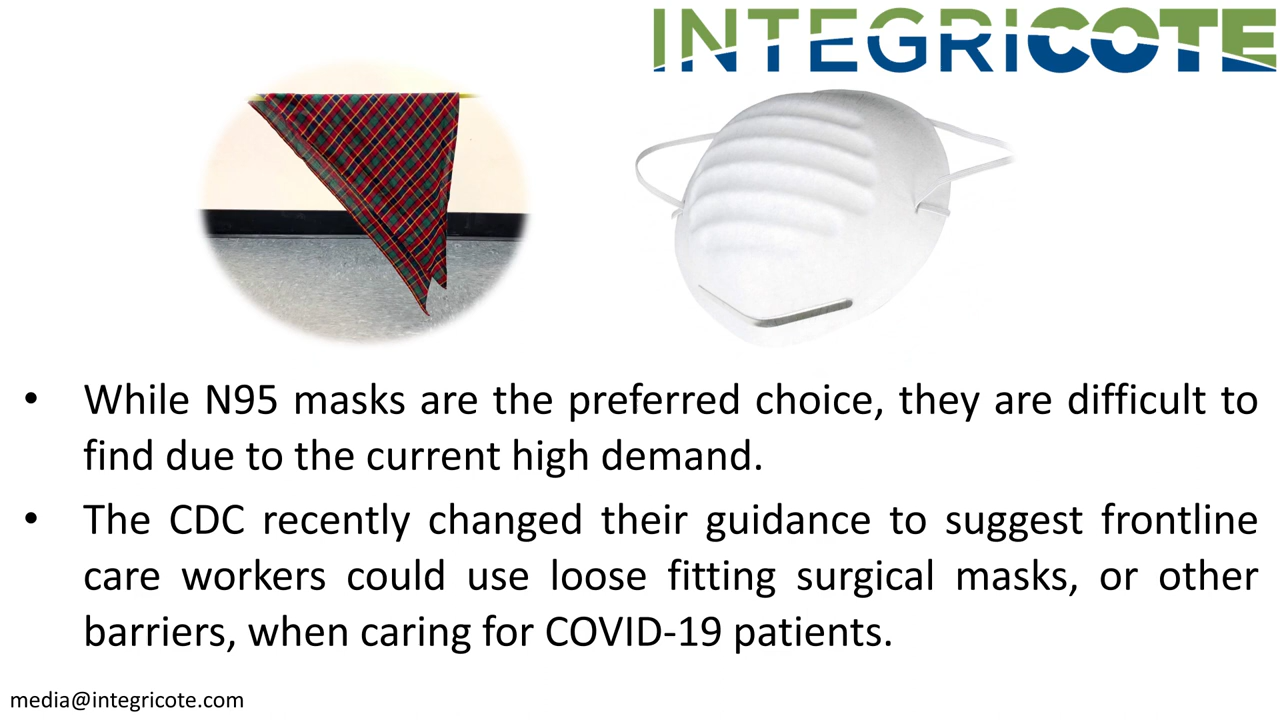 INTEGRICOTE
• While N95 masks are the preferred choice, they are difficult to
find due to the current high demand.
• The CDC recently changed their guidance to suggest frontline
care workers could use loose fitting surgical masks, or other
barriers, when caring for COVID-19 patients.
media@integricote.com